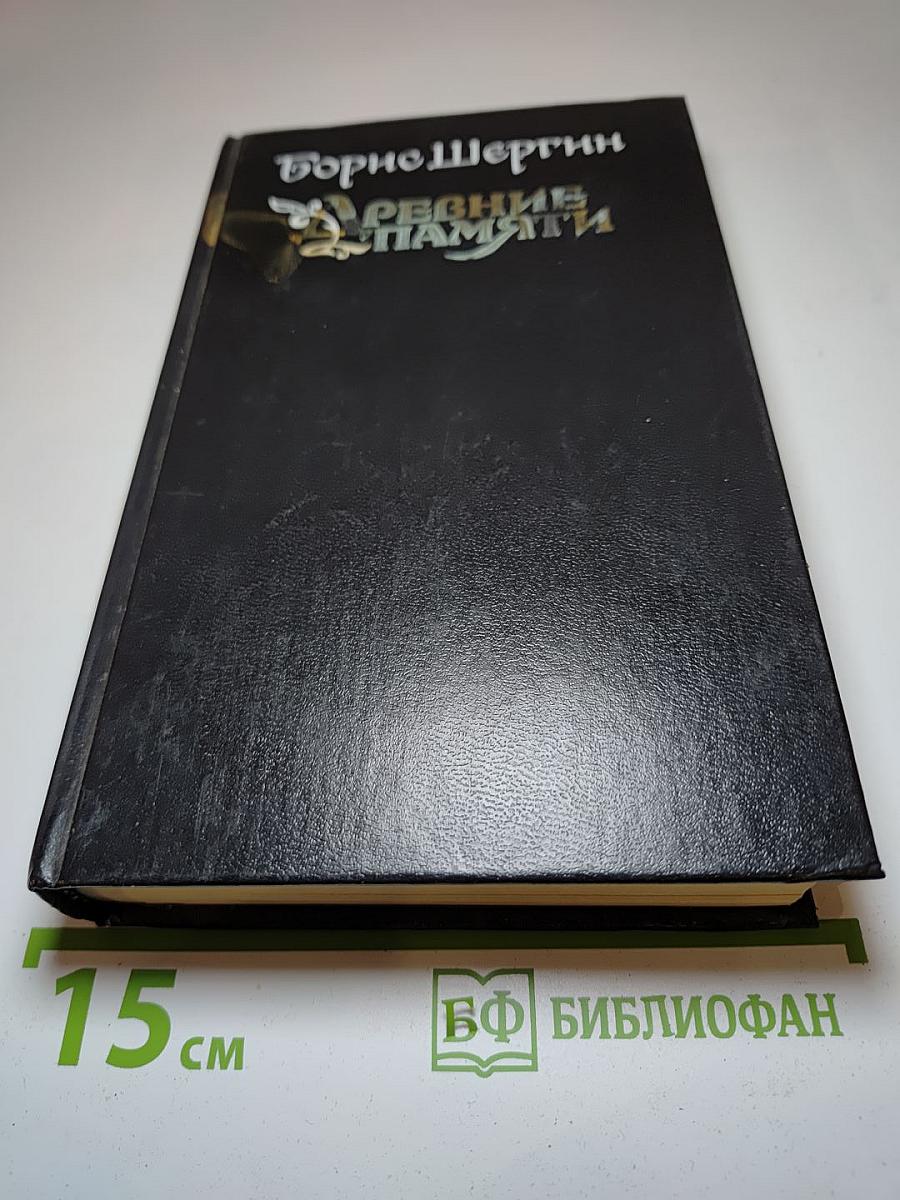 Борис Шергин
Древние
памяти
15 см
БФ БИБЛИОФАН